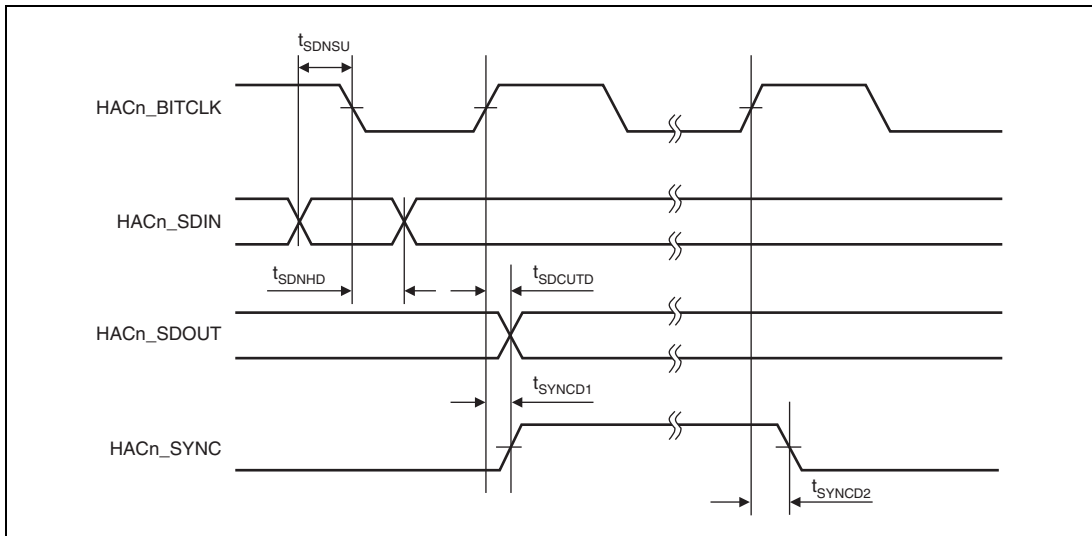 tSDNSU
HACn_BITCLK
HACn_SDIN
tSDNHD
tSDCUTD
HACn_SDOUT
tSYNCD1
HACn_SYNC
tSYNCD2